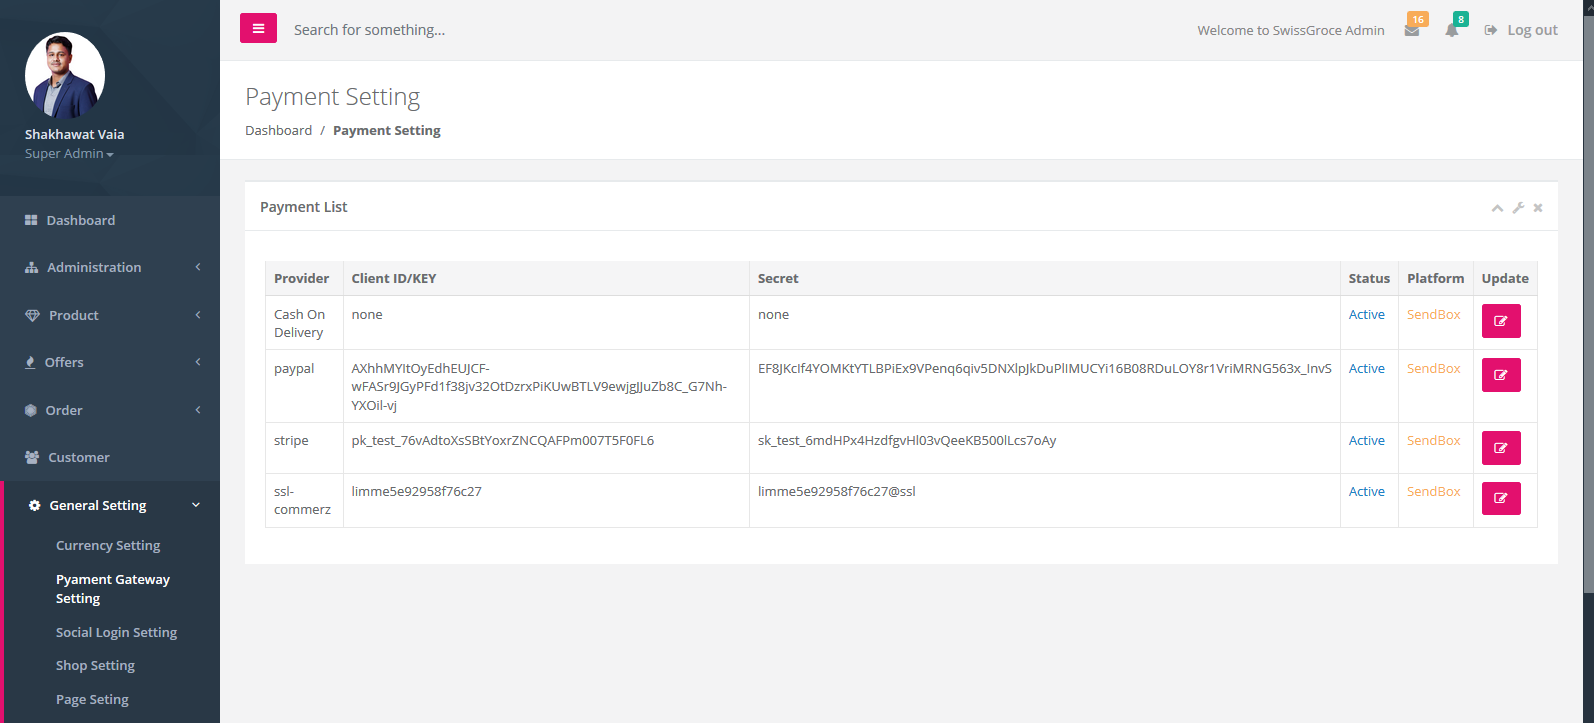 Shakhawat Vaia
Super Admin
Dashboard
Administration
Product
Offers
Order
Customer
General Setting
Currency Setting
Pyament Gateway
Setting
Social Login Setting
Shop Setting
Page Seting
Search for something...
Welcome to SwissGroce Admin
16
8
Log out
Payment Setting
Dashboard / Payment Setting
Payment List
Provider Client ID/KEY Secret Status Platform Update
Cash On none none Active SendBox
Delivery
paypal AXhhMYItOyEdhEUJCF- EF8JKcIf4YOMKtYTLBPiEx9VPenq6qiv5DNXlpJkDuPlIMUCYi16B08RDuLOY8r1VriMRNG563x_InvS Active SendBox
wFASr9JGyPFd1f38jv32OtDzrxPiKUwBTLV9ewjgJJuZb8C_G7Nh-
YXOil-vj
stripe pk_test_76vAdtoXsSBtYoxrZNCQAFPm007T5F0FL6 sk_test_6mdHPx4HzdfgvHl03vQeeKB500lLcs7oAy Active SendBox
ssl- limme5e92958f76c27 limme5e92958f76c27@ssl Active SendBox
commerz